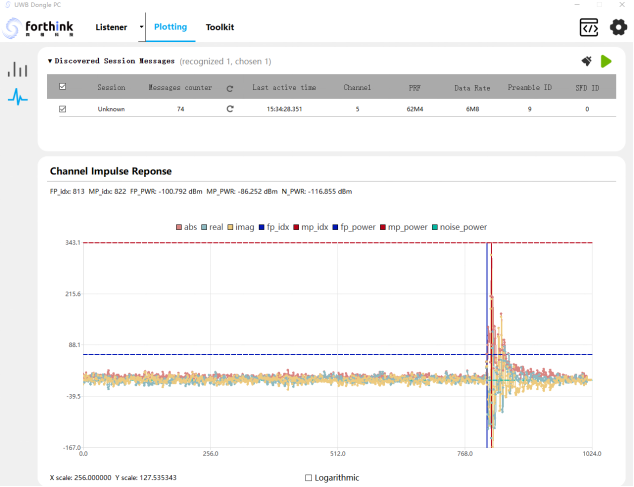 UWB Dongle PC
forthink
Listener Plotting Toolkit
▼Discovered Session Messages (recognized 1, chosen 1)
Session Messages counter Last active time Channel PRF Data Rate Preamble ID SFD ID
Unknown 74 15:34:28.351 5 62M4 6M8 9 0
Channel Impulse Reponse
FP_idx: 813 MP_idx: 822 FP_PWR: -100.792 dBm MP_PWR: -86.252 dBm N_PWR: -116.855 dBm
abs real imag fp_idx mp_idx fp_power mp_power noise_power
343.1
215.6
88.1
-39.5
-167.0
0.0 256.0 512.0 768.0 1024.0
X scale: 256.000000 Y scale: 127.535343
Logarithmic